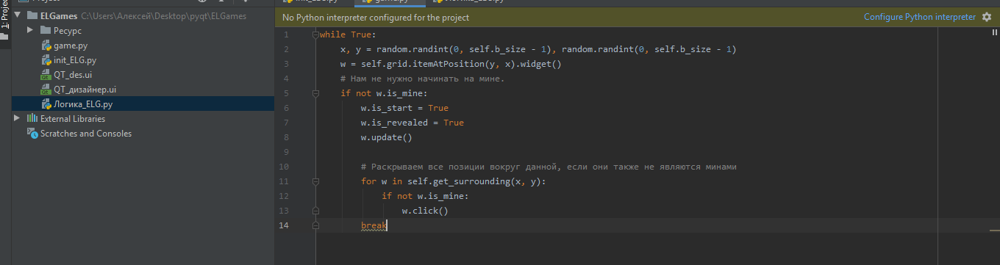 1: Project
ELGames C:\Users\Алексей\Desktop\pyqt\ELGames
Ресурс
game.py
init_ELG.py
QT_des.ui
QT_дизайнер.ui
Логика_ELG.py
External Libraries
Scratches and Consoles
No Python interpreter configured for the project
Configure Python interpreter
1 while True:
2 x, y = random.randint(0, self.b_size - 1), random.randint(0, self.b_size - 1)
3 w = self.grid.itemAtPosition(y, x).widget()
4 # Нам не нужно начинать на мине.
5 if not w.is_mine:
6 w.is_start = True
7 w.is_revealed = True
8 w.update()
9
10 # Раскрываем все позиции вокруг данной, если они также не являются минами
11 for w in self.get_surrounding(x, y):
12 if not w.is_mine:
13 w.click()
14 break